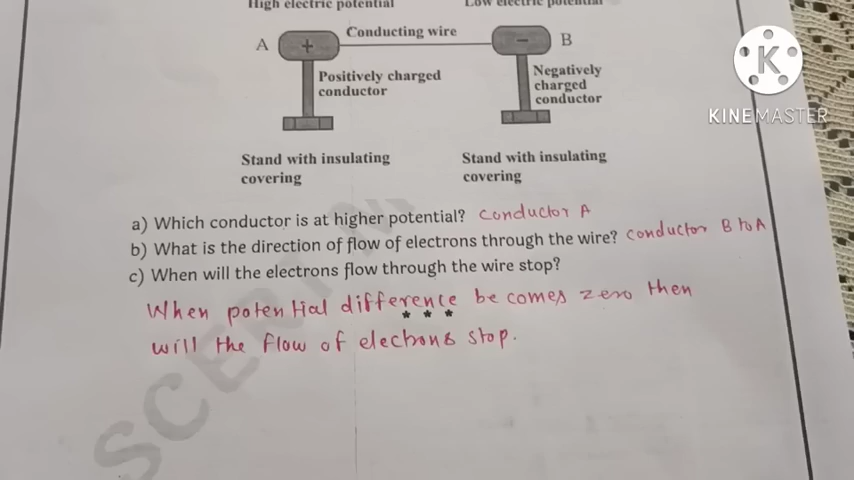 High electric potential
Low electric potential
A
+
Conducting wire
−
B
Positively charged
conductor
Negatively
charged
conductor
Stand with insulating
covering
Stand with insulating
covering
K
KINEMASTER
a) Which conductor is at higher potential? Conductor A
b) What is the direction of flow of electrons through the wire? Conductor B to A
c) When will the electrons flow through the wire stop?
When potential difference be comes zero then
* * *
will the flow of electrons stop.
SCERT